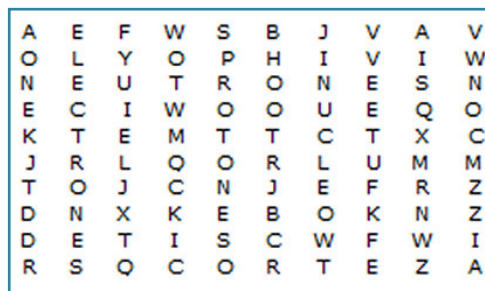 A E F W S B J V A V
O L Y O P H I V I W
N E U T R O N E S N
E C I W O O U E Q O
K T E M T T C T X C
J R L Q O R L U M M
T O J C N J E F R Z
D N X K E B O K N Z
D E T I S C W F W I
R S Q C O R T E Z A